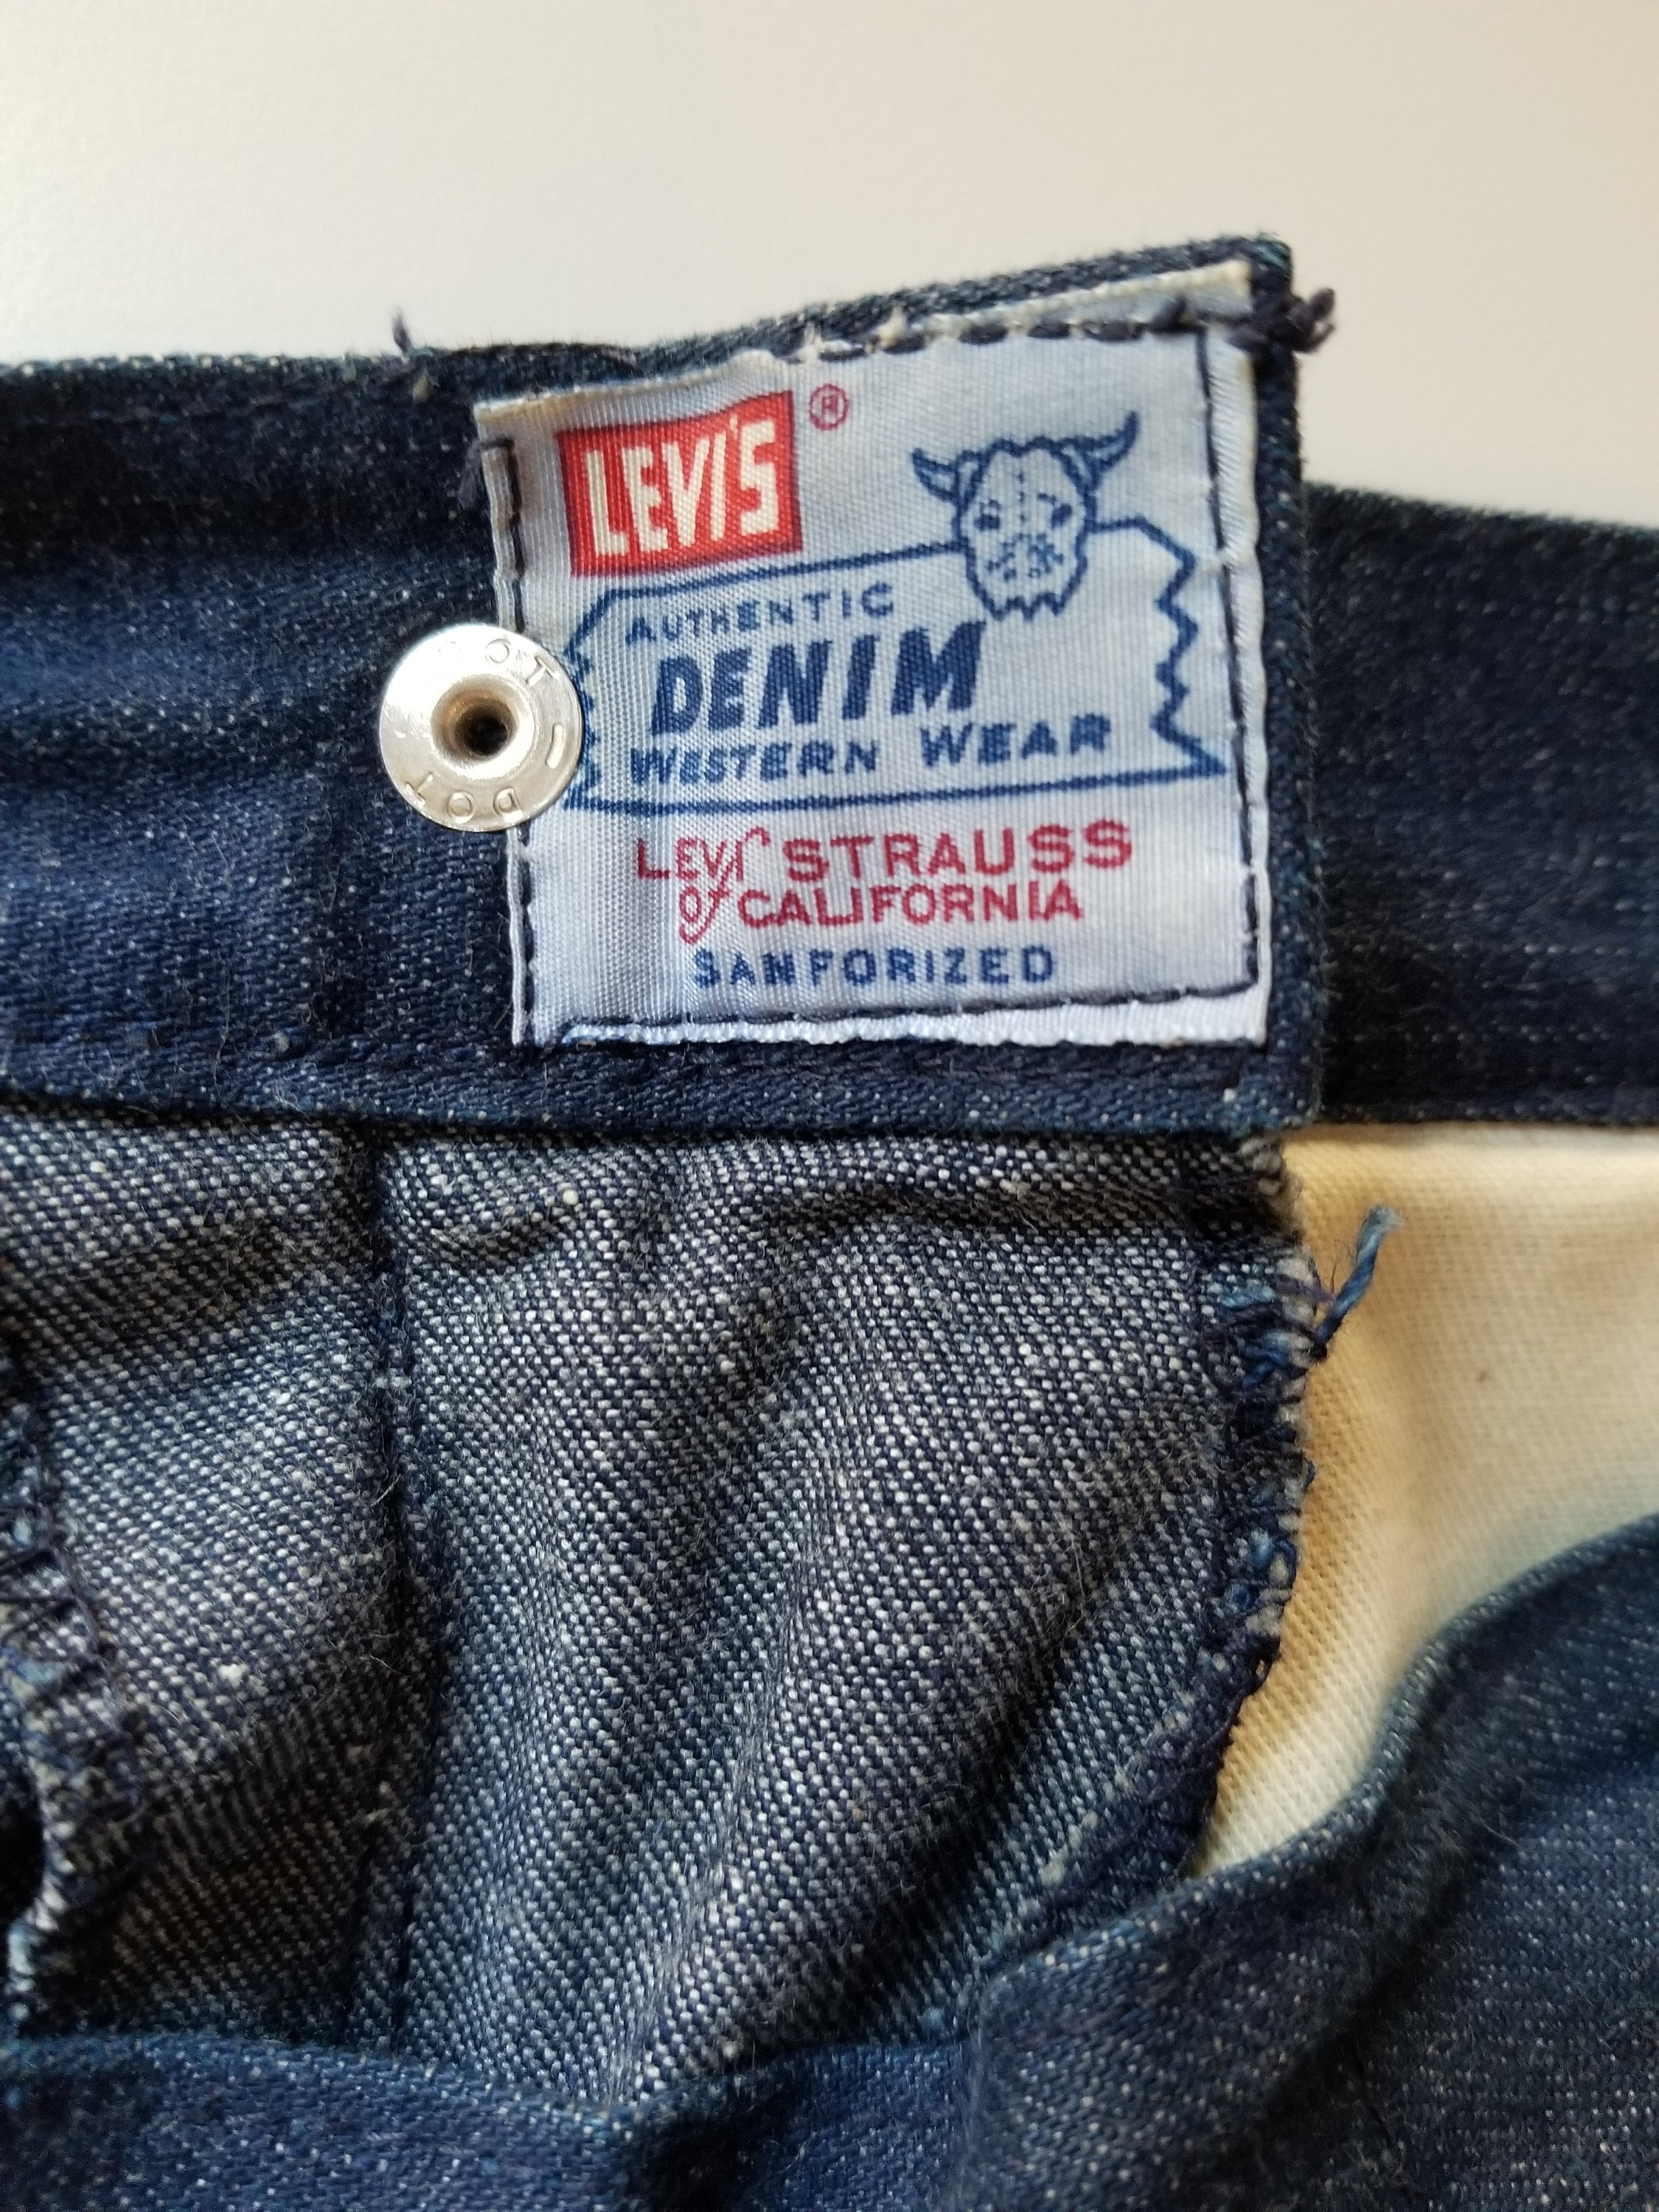 LEVI'S ®
AUTHENTIC
DENIM
WESTERN WEAR
LEVI STRAUSS
of CALIFORNIA
SANFORIZED
DOT
DOT